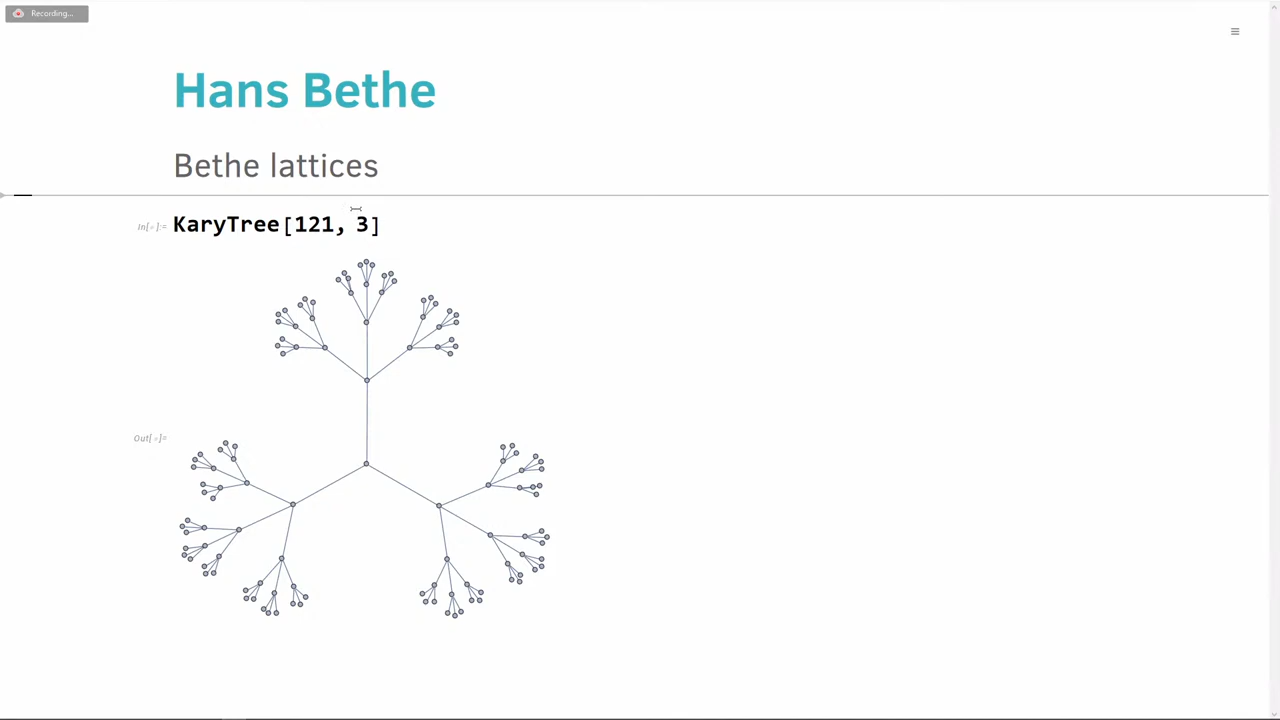 Recording...
Hans Bethe
Bethe lattices
In[ ]:= KaryTree[121, 3]
Out[ ]=